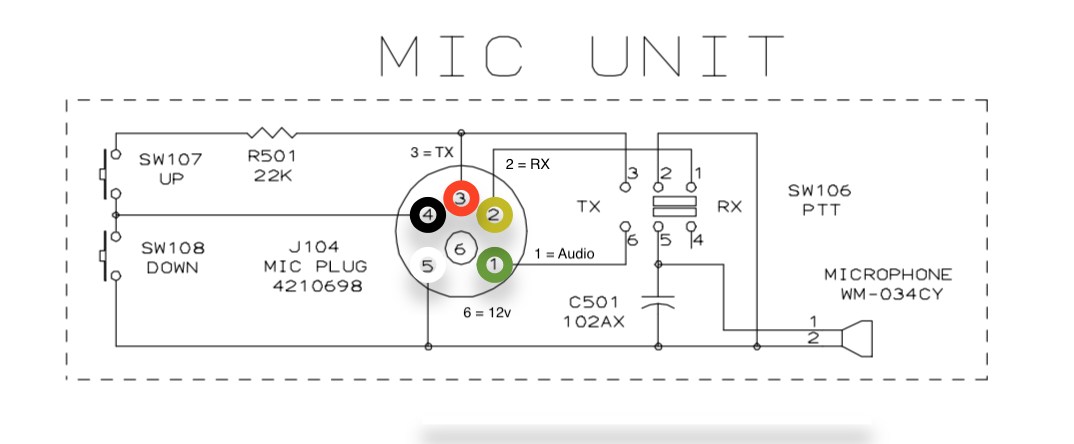 MIC UNIT
SW107
UP
R501
22K
3 = TX
2 = RX
3
2
1
SW106
PTT
TX
RX
3
4
2
6
5
1
6
5
4
SW108
DOWN
J104
MIC PLUG
4210698
1 = Audio
6 = 12v
C501
102AX
MICROPHONE
WM-034CY
1
2